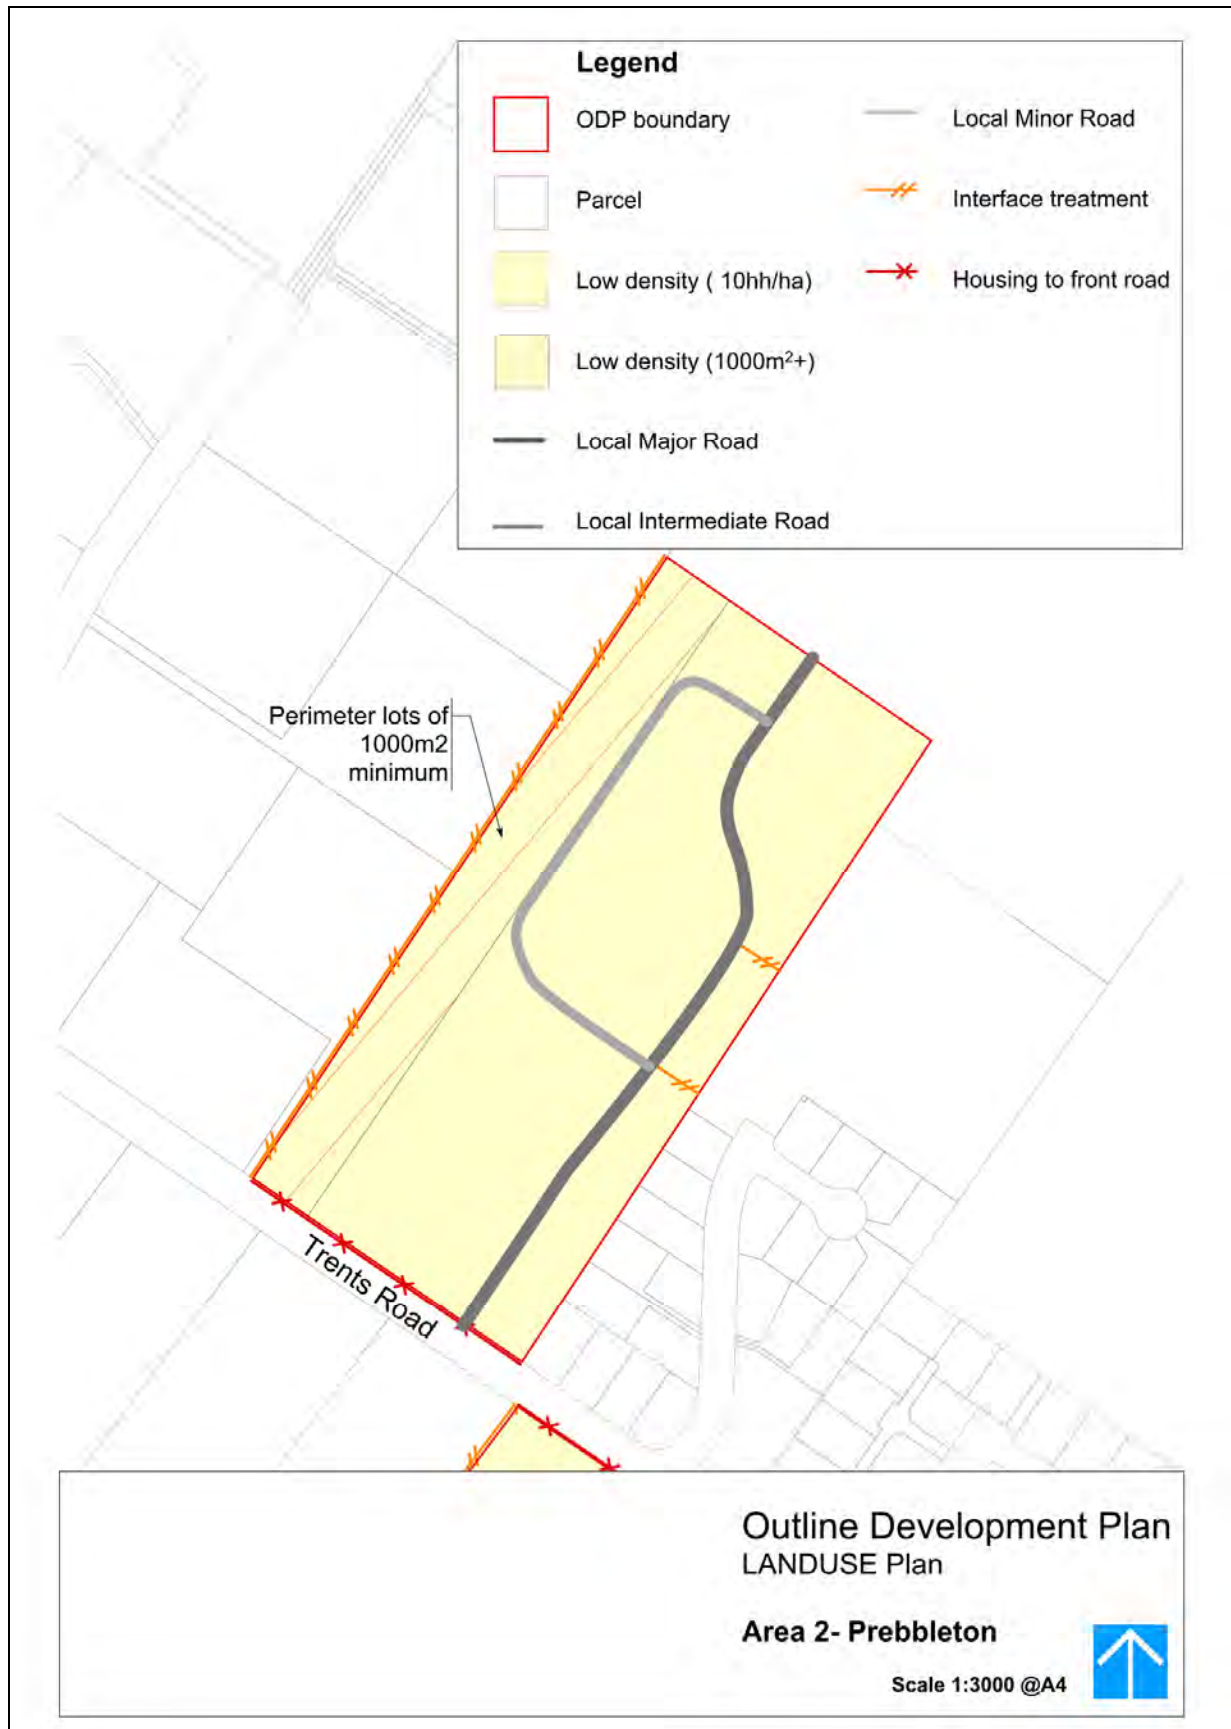 Legend
ODP boundary
Parcel
Low density ( 10hh/ha)
Low density (1000m²+)
Local Major Road
Local Intermediate Road
Local Minor Road
Interface treatment
Housing to front road
Perimeter lots of
1000m2
minimum
Trents Road
Outline Development Plan
LANDUSE Plan
Area 2- Prebbleton
Scale 1:3000 @A4